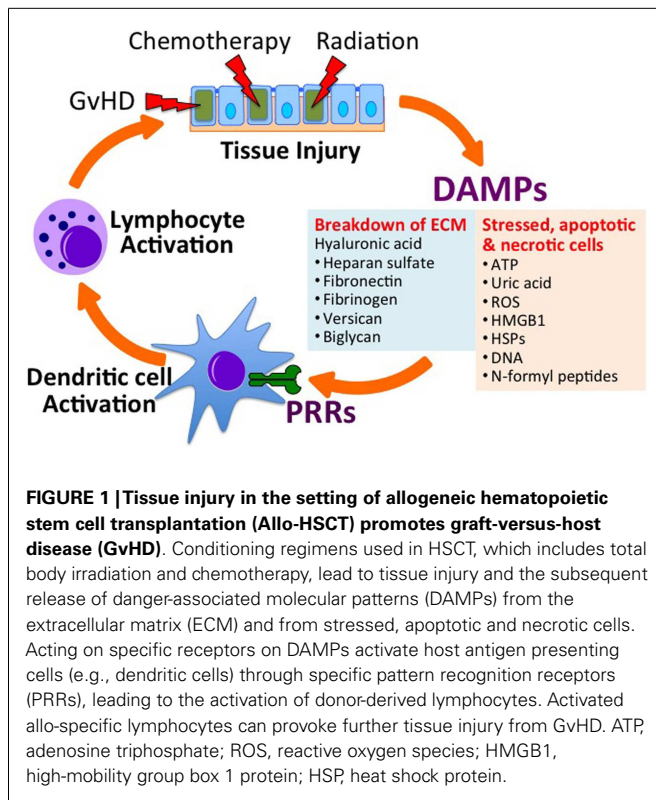 Chemotherapy
Radiation
GvHD
Tissue Injury
DAMPs
Breakdown of ECM
Hyaluronic acid
• Heparan sulfate
• Fibronectin
• Fibrinogen
• Versican
• Biglycan
Stressed, apoptotic
& necrotic cells
• ATP
• Uric acid
• ROS
• HMGB1
• HSPs
• DNA
• N-formyl peptides
PRRs
Dendritic cell
Activation
Lymphocyte
Activation
FIGURE 1 | Tissue injury in the setting of allogeneic hematopoietic
stem cell transplantation (Allo-HSCT) promotes graft-versus-host
disease (GvHD). Conditioning regimens used in HSCT, which includes total
body irradiation and chemotherapy, lead to tissue injury and the subsequent
release of danger-associated molecular patterns (DAMPs) from the
extracellular matrix (ECM) and from stressed, apoptotic and necrotic cells.
Acting on specific receptors on DAMPs activate host antigen presenting
cells (e.g., dendritic cells) through specific pattern recognition receptors
(PRRs), leading to the activation of donor-derived lymphocytes. Activated
allo-specific lymphocytes can provoke further tissue injury from GvHD. ATP,
adenosine triphosphate; ROS, reactive oxygen species; HMGB1,
high-mobility group box 1 protein; HSP, heat shock protein.